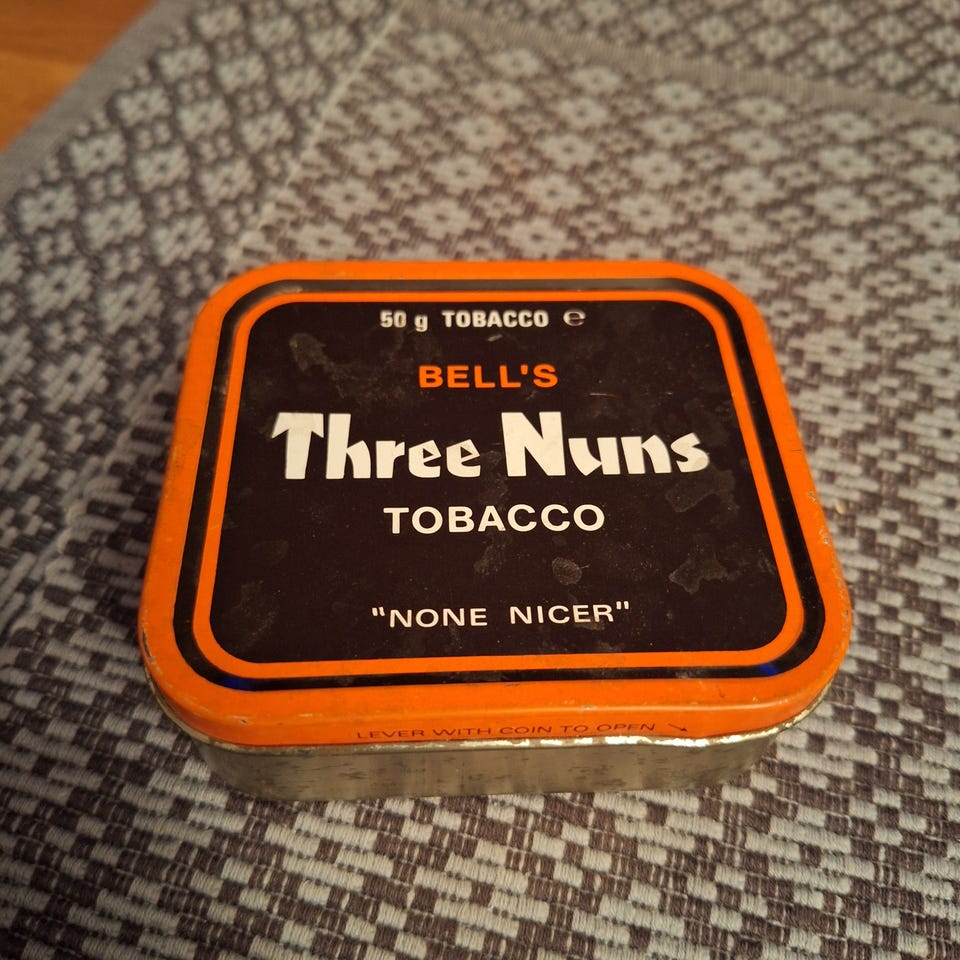 50 g TOBACCO ℮
BELL'S
Three Nuns
TOBACCO
"NONE NICER"
LEVER WITH COIN TO OPEN